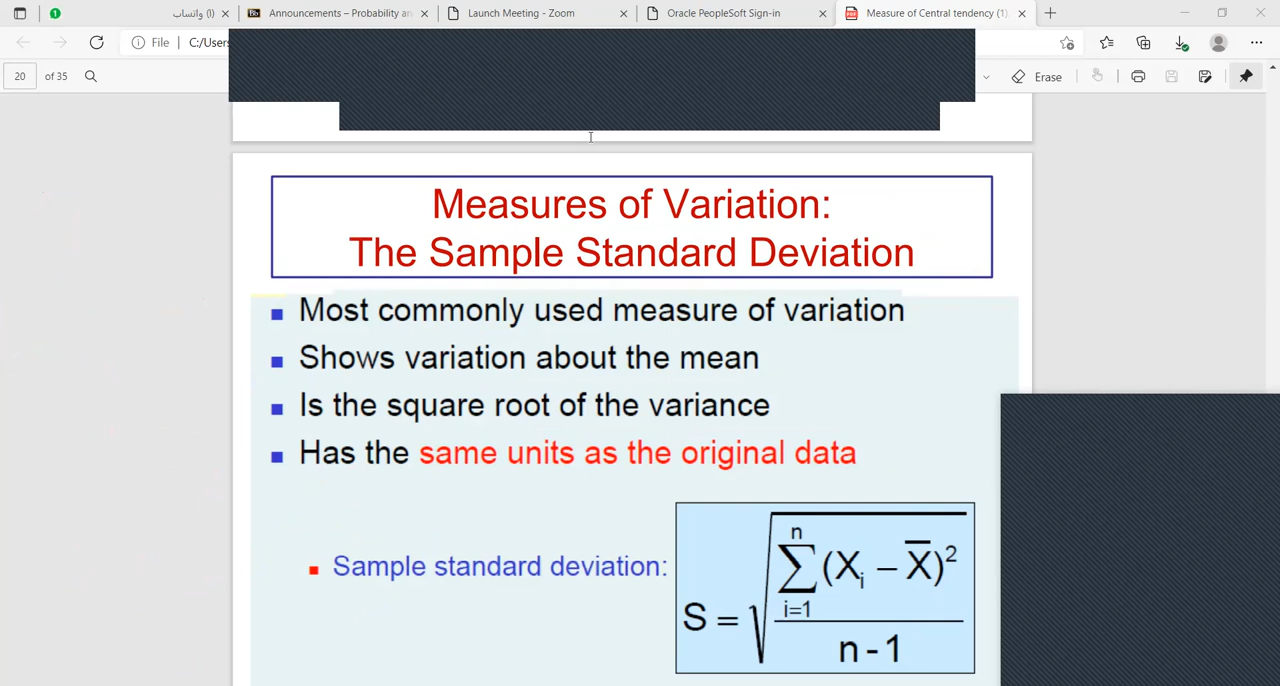 واتساب (١)
Announcements – Probability an
Launch Meeting - Zoom
Oracle PeopleSoft Sign-in
Measure of Central tendency (1)
File
C:/Users
20
of 35
Erase
Measures of Variation:
The Sample Standard Deviation
Most commonly used measure of variation
Shows variation about the mean
Is the square root of the variance
Has the same units as the original data
Sample standard deviation:
S = √( ∑ i=1 n (Xᵢ – X̅)² / n - 1 )